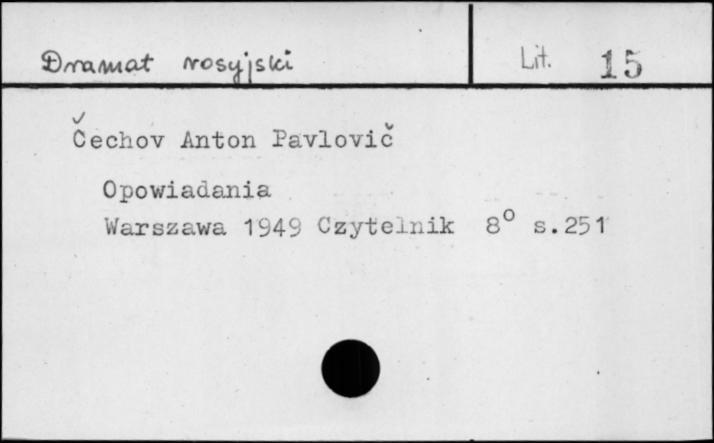 Dramat rosyjski
Lit. 15
Čechov Anton Pavlovič
Opowiadania
Warszawa 1949 Czytelnik 8° s.251